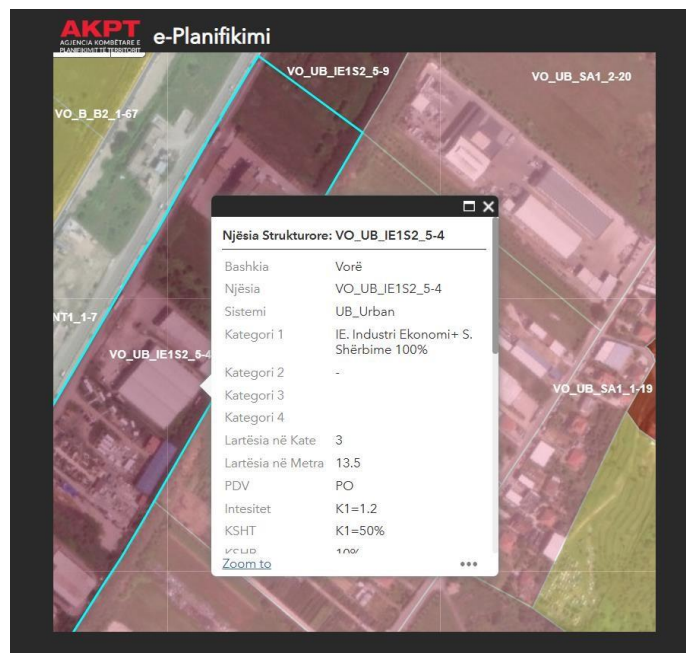 AKPT
AGJENCIA KOMBËTARE E
PLANIFIKIMIT TË TERRITORIT
e-Planifikimi
VO_UB_IE1S2_5-9
VO_UB_SA1_2-20
VO_B_B2_1-67
Njësia Strukturore: VO_UB_IE1S2_5-4
Bashkia Vorë
Njësia VO_UB_IE1S2_5-4
Sistemi UB_Urban
NT1_1-7
Kategori 1 IE. Industri Ekonomi+ S.
Shërbime 100%
VO_UB_IE1S2_5-4
Kategori 2 -
VO_UB_SA1_1-19
Kategori 3
Kategori 4
Lartësia në Kate 3
Lartësia në Metra 13.5
PDV PO
Intesitet K1=1.2
KSHT K1=50%
KSHR 10%
Zoom to